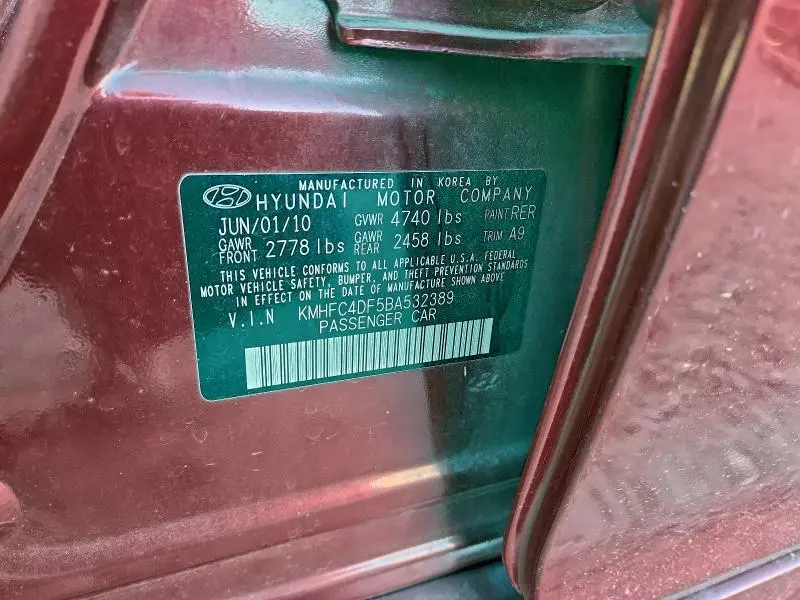 MANUFACTURED IN KOREA BY
HYUNDAI MOTOR COMPANY
JUN/01/10 GVWR 4740 lbs PAINT RER
GAWR FRONT 2778 lbs GAWR REAR 2458 lbs TRIM A9
THIS VEHICLE CONFORMS TO ALL APPLICABLE U.S.A. FEDERAL
MOTOR VEHICLE SAFETY, BUMPER, AND THEFT PREVENTION STANDARDS
IN EFFECT ON THE DATE OF MANUFACTURE SHOWN ABOVE
V.I.N KMHFC4DF5BA532389
PASSENGER CAR